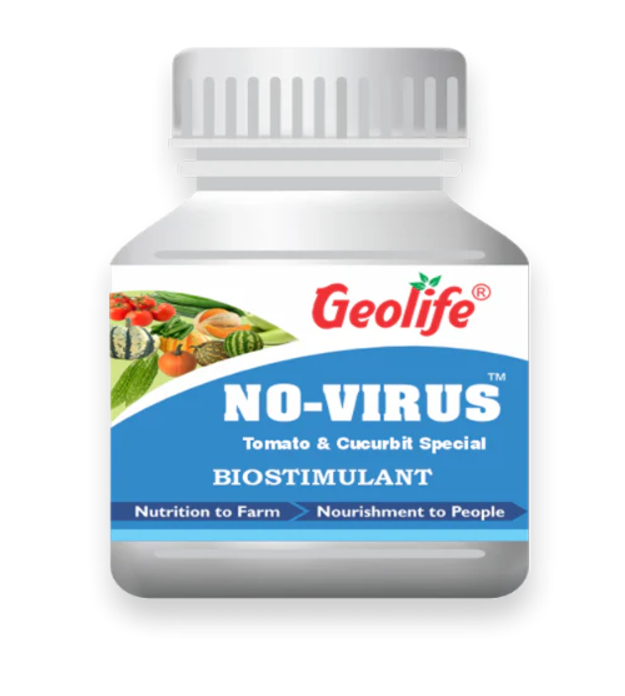 Geolife®
NO-VIRUS™
Tomato & Cucurbit Special
BIOSTIMULANT
Nutrition to Farm Nourishment to People